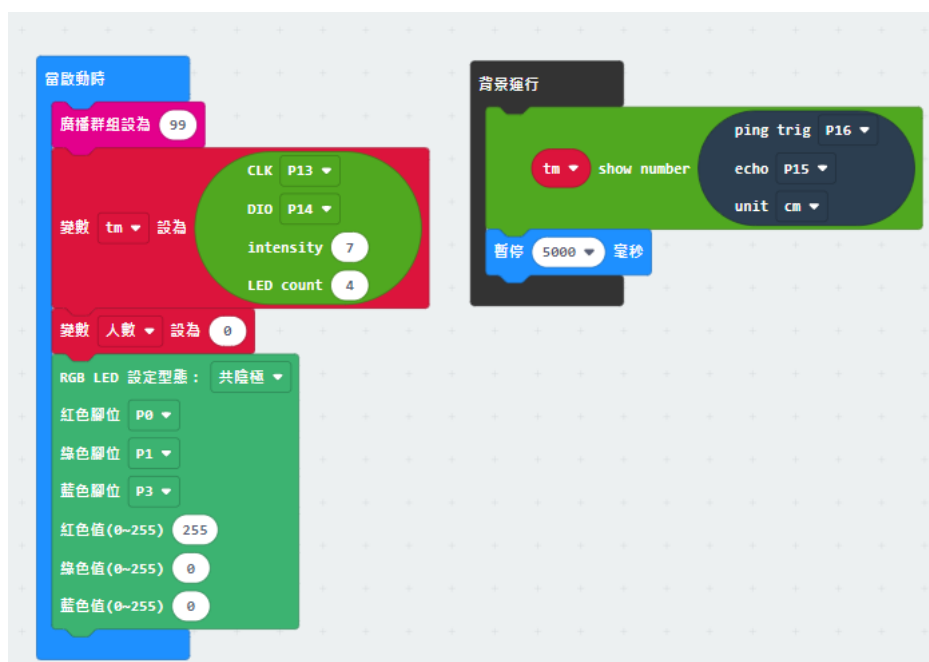 當啟動時
廣播群組設為 99
變數 tm 設為
CLK P13
DIO P14
intensity 7
LED count 4
變數 人數 設為 0
RGB LED 設定型態： 共陰極
紅色腳位 P0
綠色腳位 P1
藍色腳位 P3
紅色值(0~255) 255
綠色值(0~255) 0
藍色值(0~255) 0
背景運行
tm show number
ping trig P16
echo P15
unit cm
暫停 5000 毫秒